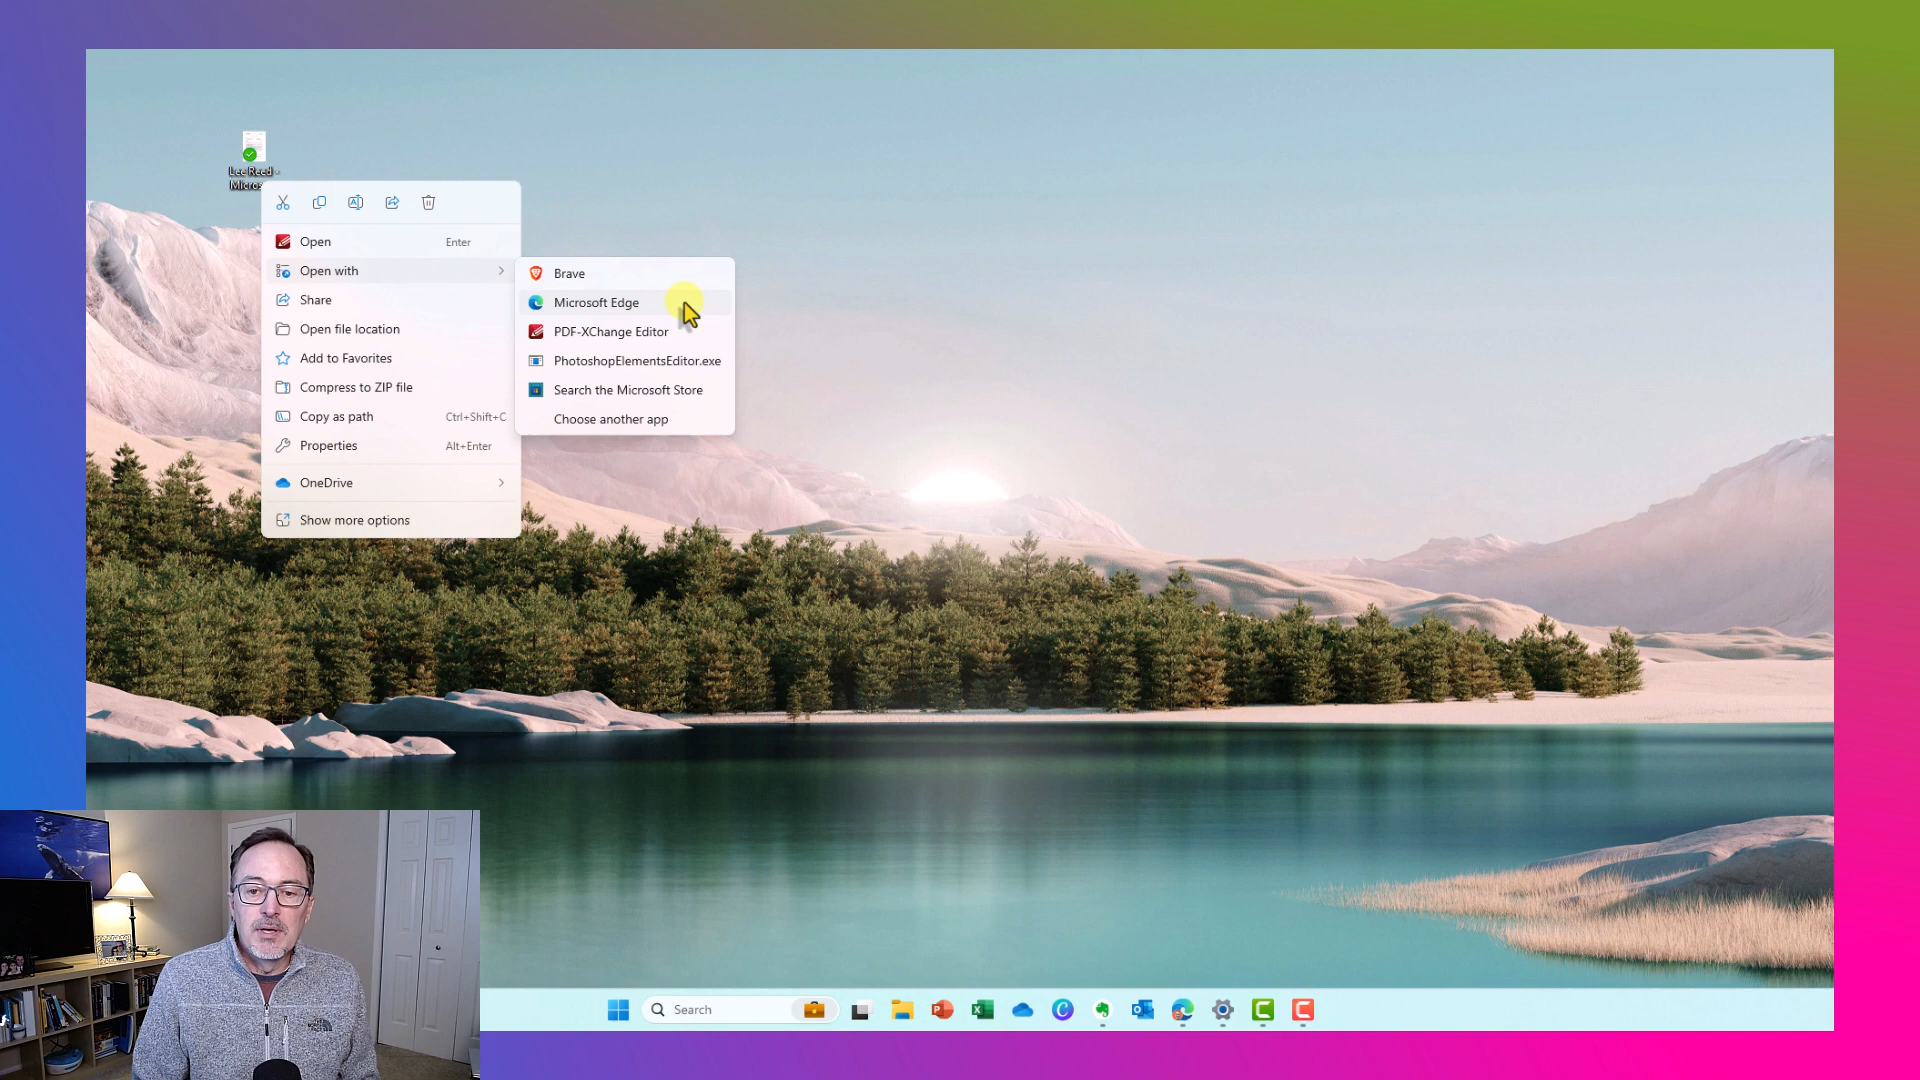 Lee Reed -
Open Enter
Open with
Share
Open file location
Add to Favorites
Compress to ZIP file
Copy as path Ctrl+Shift+C
Properties Alt+Enter
OneDrive
Show more options
Brave
Microsoft Edge
PDF-XChange Editor
PhotoshopElementsEditor.exe
Search the Microsoft Store
Choose another app
Search